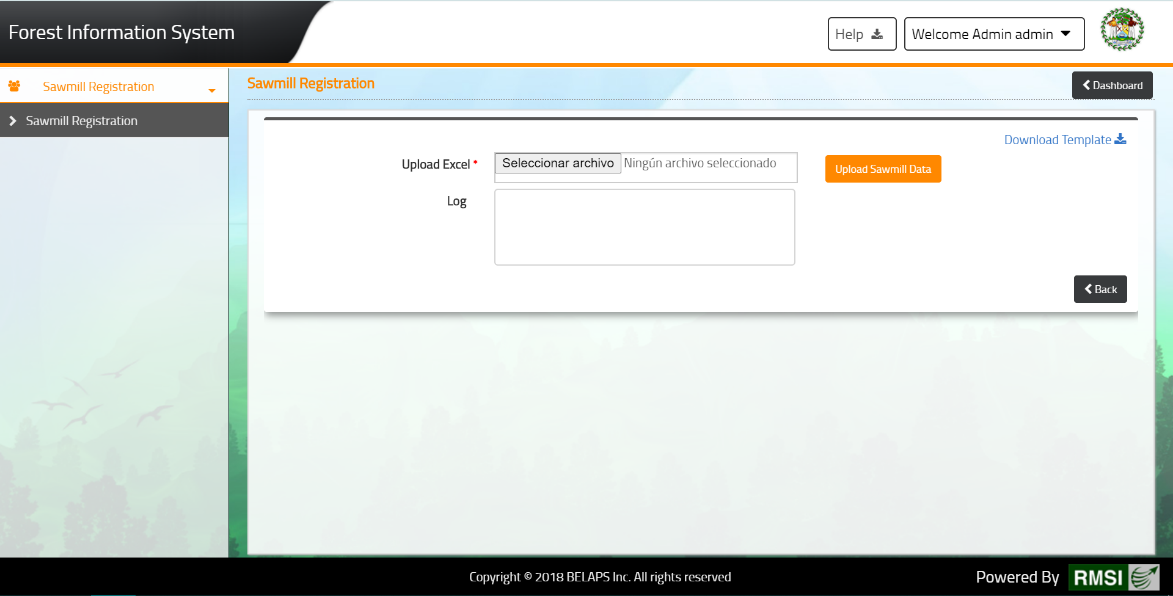 Forest Information System
Help
Welcome Admin admin
Sawmill Registration
Sawmill Registration
Sawmill Registration
Dashboard
Download Template
Upload Excel *
Seleccionar archivo Ningún archivo seleccionado
Upload Sawmill Data
Log
Back
Copyright © 2018 BELAPS Inc. All rights reserved
Powered By RMSI